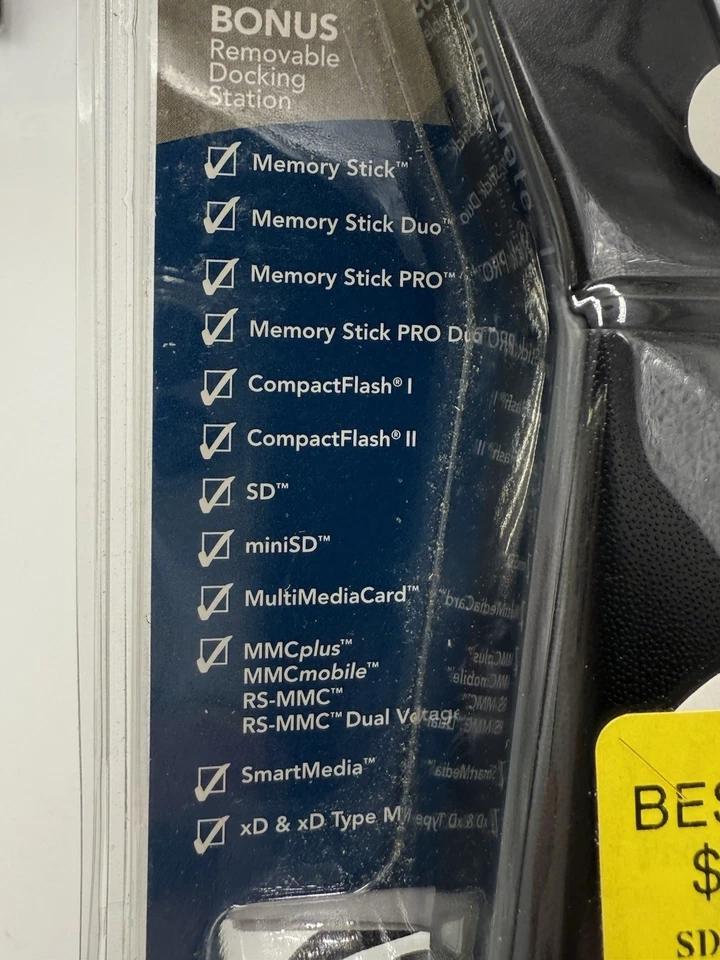 BONUS
Removable
Docking
Station
Memory Stick™
Memory Stick Duo™
Memory Stick PRO™
Memory Stick PRO Duo
CompactFlash® I
CompactFlash® II
SD™
miniSD™
MultiMediaCard™
MMCplus™
MMCmobile™
RS-MMC™
RS-MMC™ Dual Voltage
SmartMedia™
xD & xD Type M
BES
$
SD